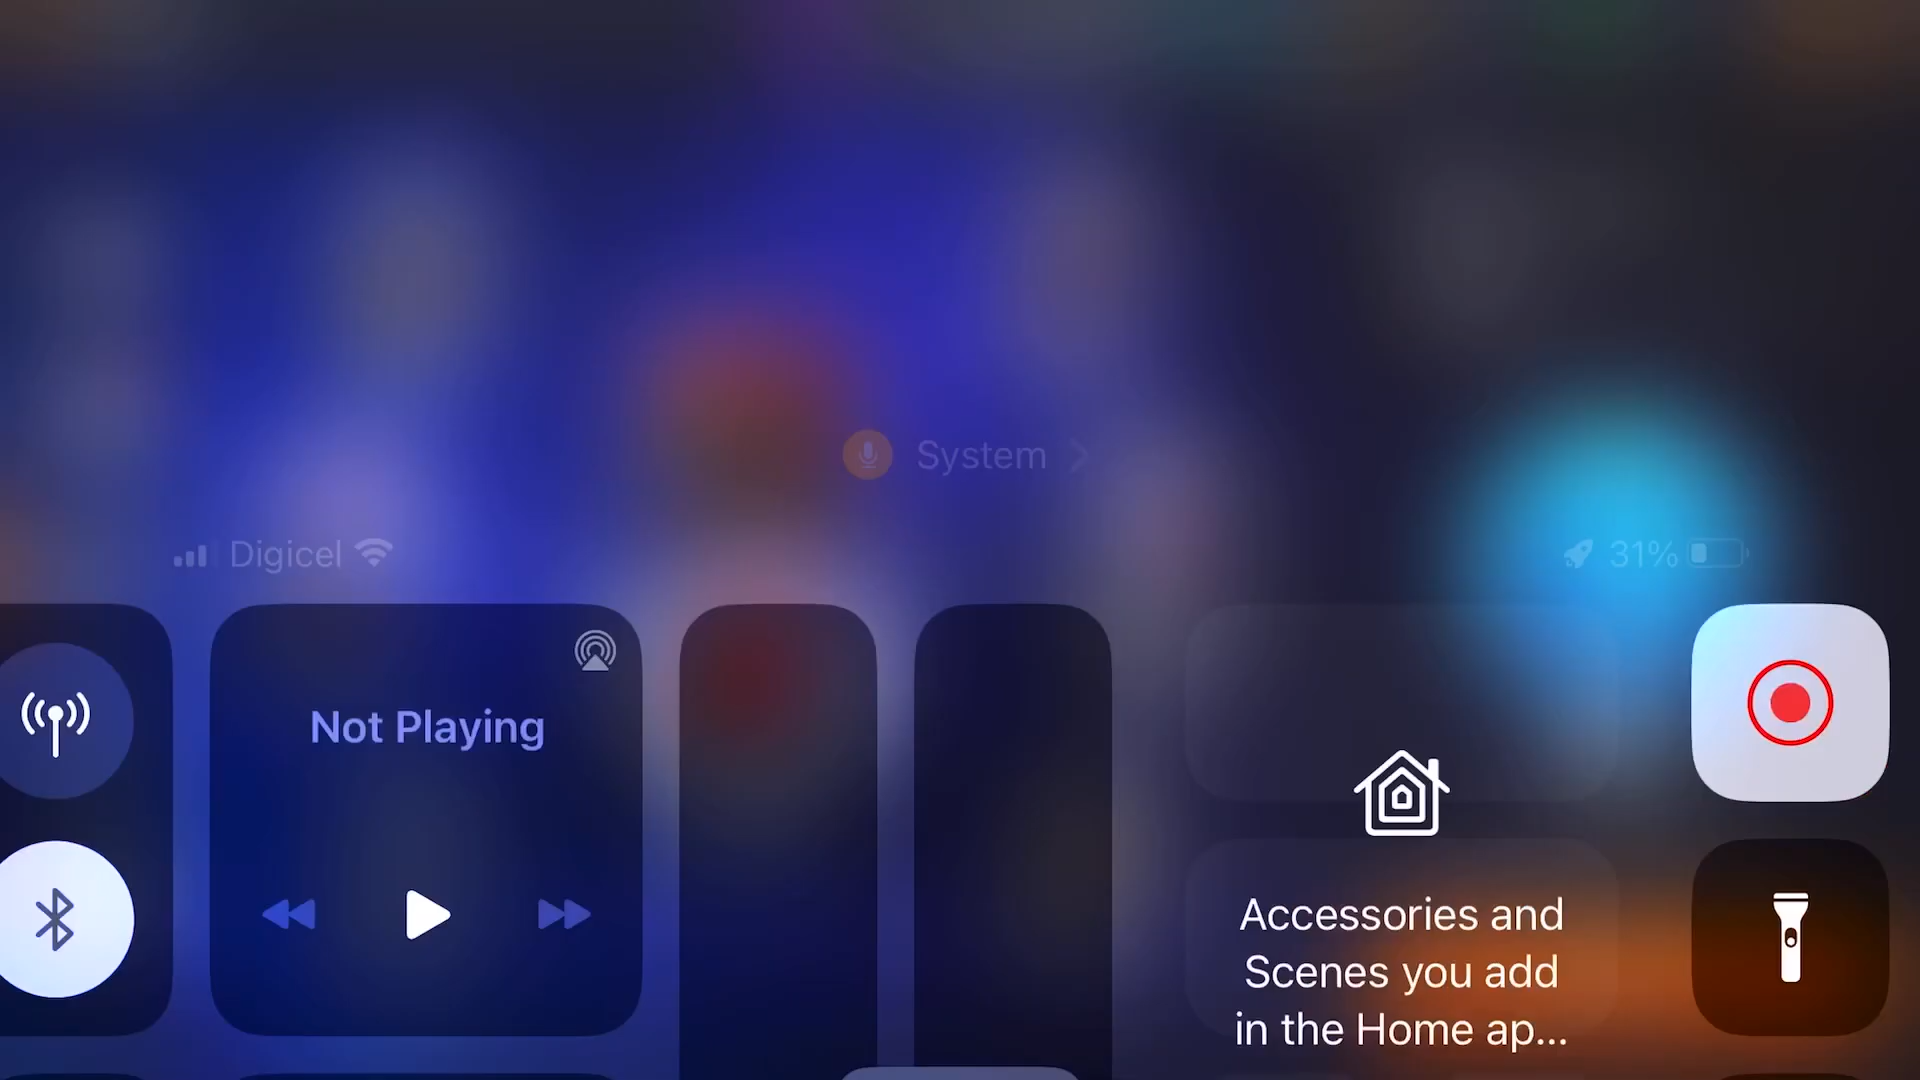 System
Digicel
31%
Not Playing
Accessories and
Scenes you add
in the Home ap...